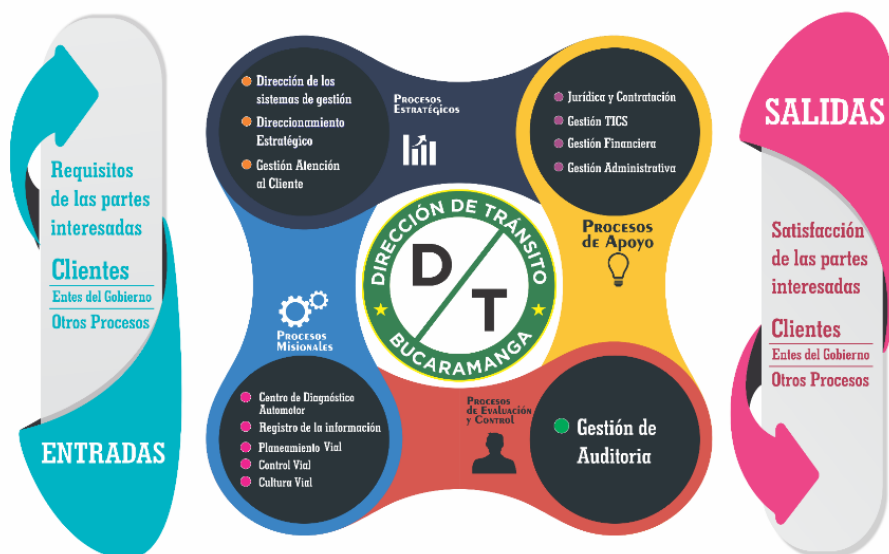 Requisitos
de las partes
interesadas
Clientes
Entes del Gobierno
Otros Procesos
ENTRADAS
Dirección de los
sistemas de gestión
Direccionamiento
Estratégico
Gestión Atención
al Cliente
Procesos
Estratégicos
Jurídica y Contratación
Gestión TICS
Gestión Financiera
Gestión Administrativa
Procesos
de Apoyo
DIRECCIÓN DE TRÁNSITO
D
T
BUCARAMANGA
Procesos
Misionales
Centro de Diagnóstico
Automotor
Registro de la información
Planeamiento Vial
Control Vial
Cultura Vial
Procesos
de Evaluación
y Control
Gestión de
Auditoria
SALIDAS
Satisfacción
de las partes
interesadas
Clientes
Entes del Gobierno
Otros Procesos